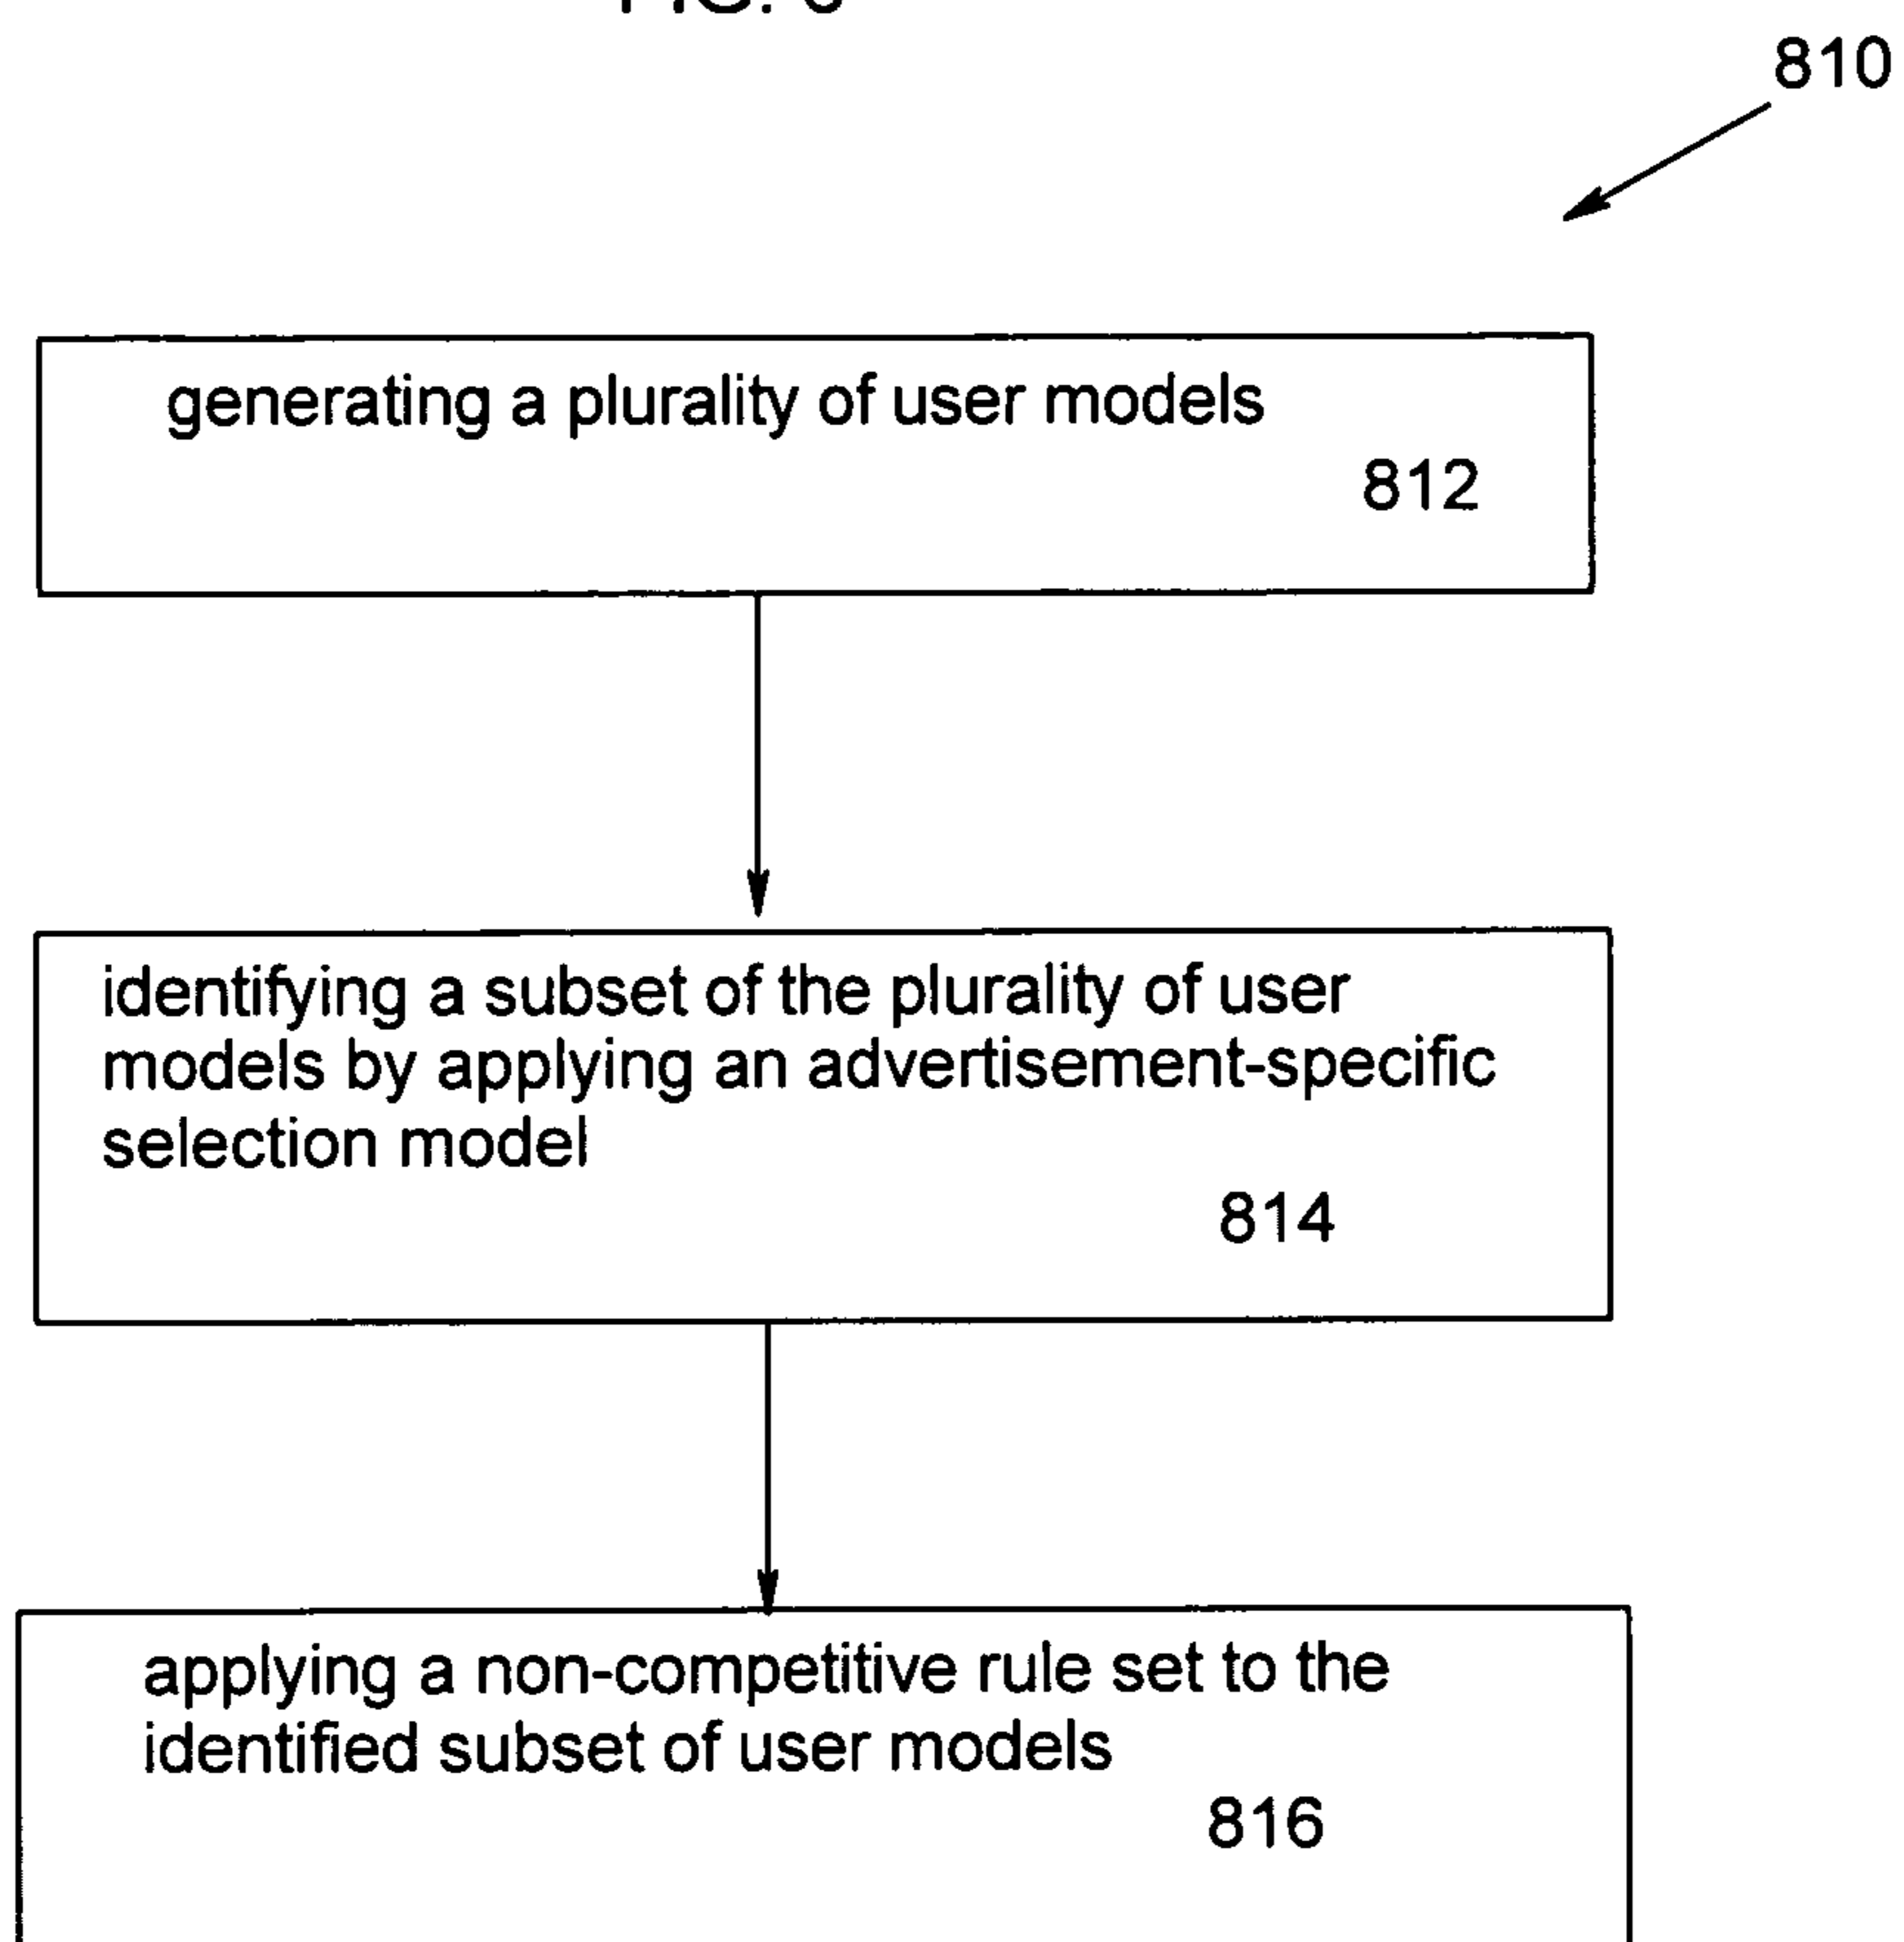 810
generating a plurality of user models
812
identifying a subset of the plurality of user
models by applying an advertisement-specific
selection model
814
applying a non-competitive rule set to the
identified subset of user models
816